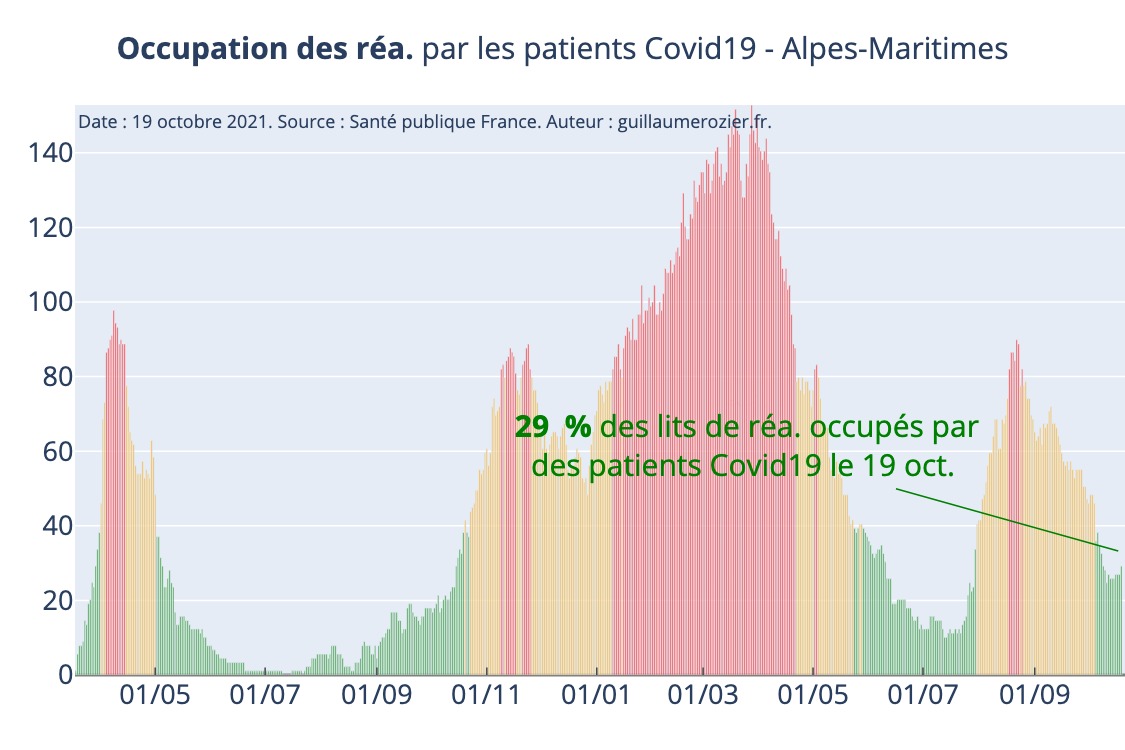 Occupation des réa. par les patients Covid19 - Alpes-Maritimes
Date : 19 octobre 2021. Source : Santé publique France. Auteur : guillaumerozier.fr.
140
120
100
80
60
40
20
0
29 % des lits de réa. occupés par
des patients Covid19 le 19 oct.
01/05 01/07 01/09 01/11 01/01 01/03 01/05 01/07 01/09